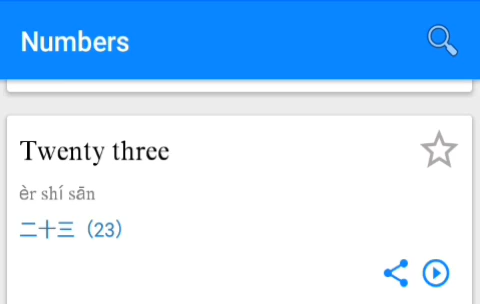 Numbers
Twenty three
èr shí sān
二十三（23）